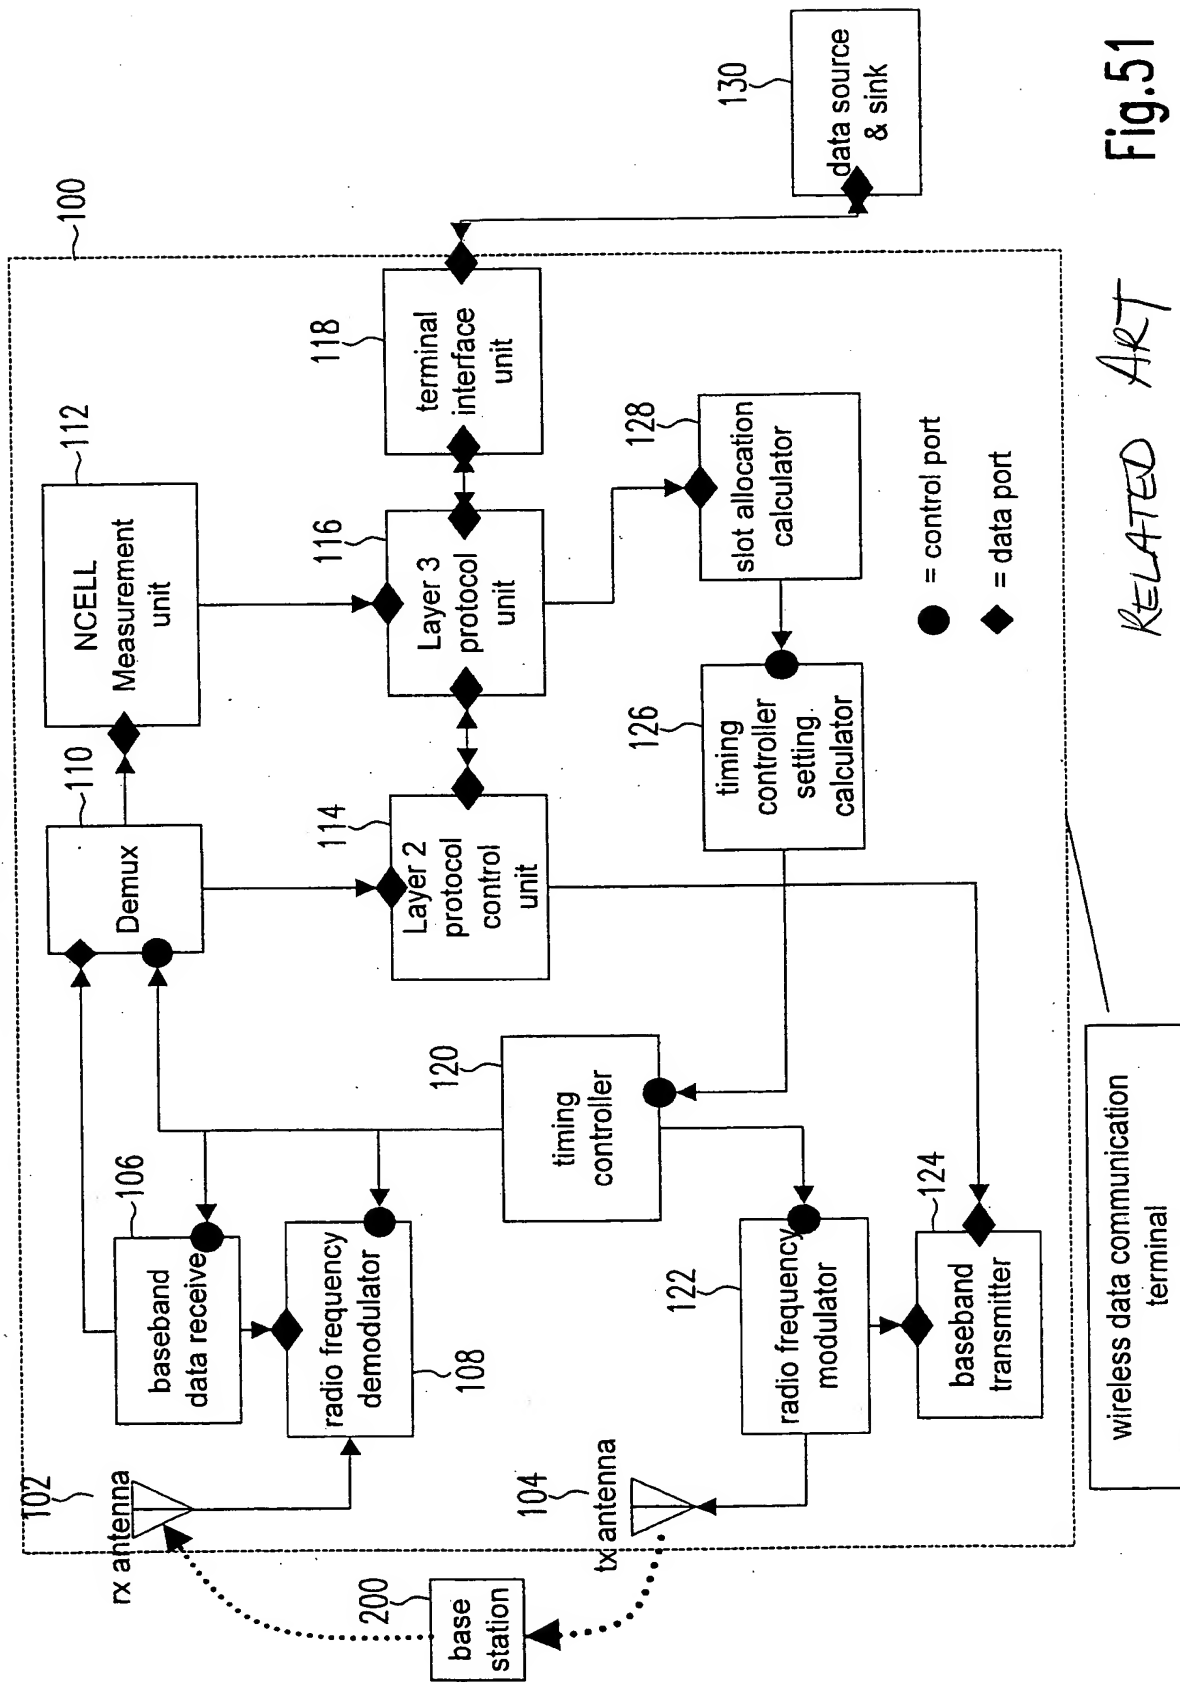 100
rx antenna
102
106
baseband
data receive
110
Demux
112
NCELL
Measurement
unit
radio frequency
demodulator
108
114
Layer 2
protocol
control
unit
116
Layer 3
protocol
unit
118
terminal
interface
unit
200
base
station
120
timing
controller
tx antenna
104
122
radio frequency
modulator
124
baseband
transmitter
126
timing
controller
setting
calculator
128
slot allocation
calculator
130
data source
& sink
= control port
= data port
wireless data communication
terminal
RELATED ART
Fig.51